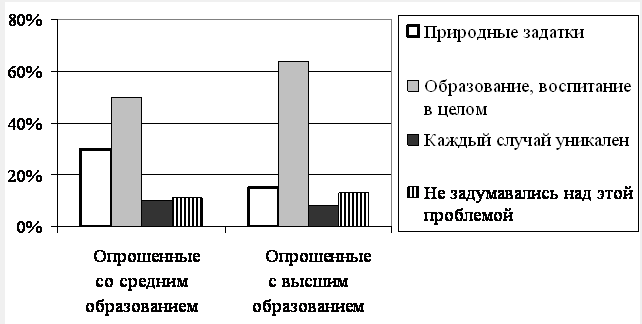 80%
60%
40%
20%
0%
Опрошенные
со средним
образованием
Опрошенные
с высшим
образованием
Природные задатки
Образование, воспитание
в целом
Каждый случай уникален
Не задумавались над этой
проблемой